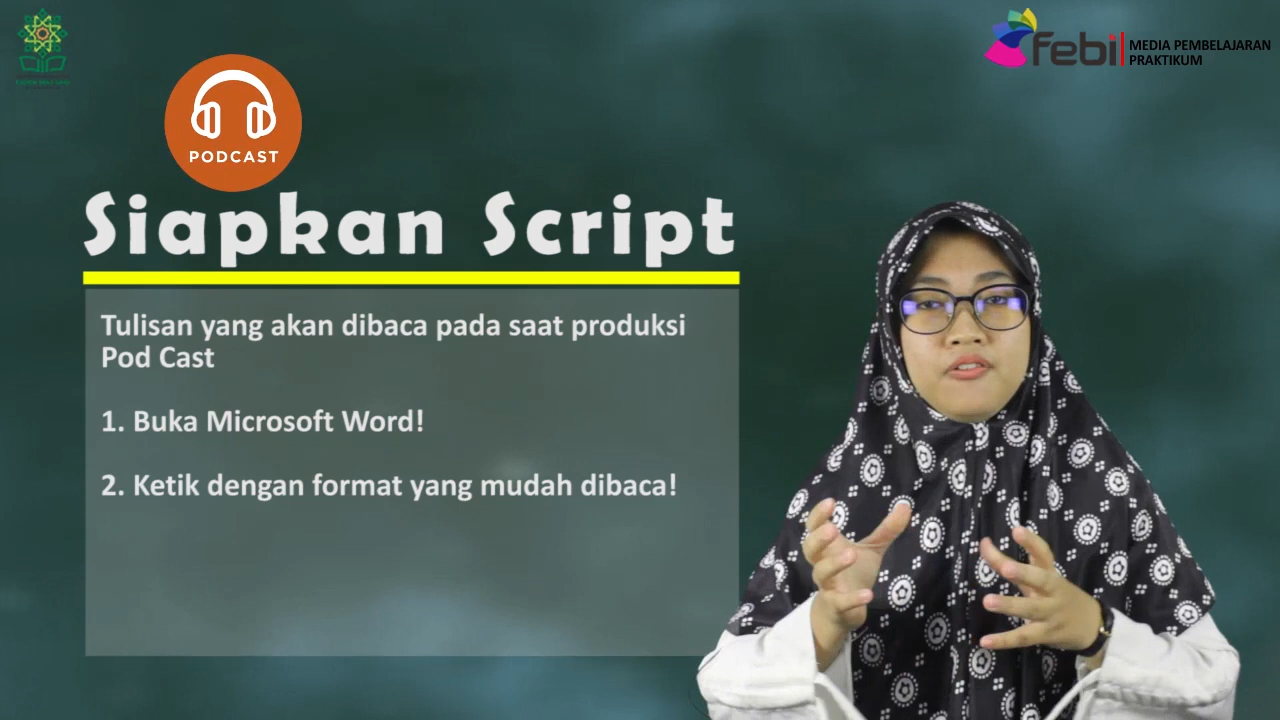 febi
MEDIA PEMBELAJARAN
PRAKTIKUM
PODCAST
Siapkan Script
Tulisan yang akan dibaca pada saat produksi
Pod Cast
1. Buka Microsoft Word!
2. Ketik dengan format yang mudah dibaca!